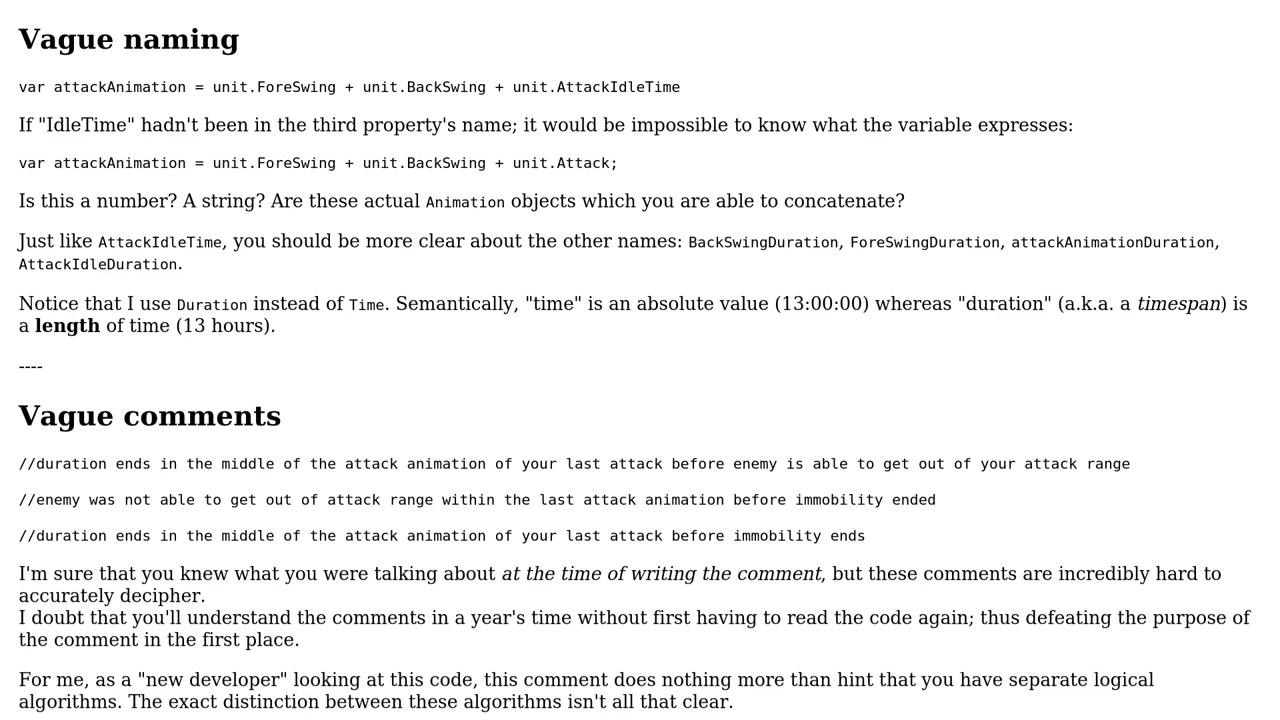 Vague naming
var attackAnimation = unit.ForeSwing + unit.BackSwing + unit.AttackIdleTime
If "IdleTime" hadn't been in the third property's name; it would be impossible to know what the variable expresses:
var attackAnimation = unit.ForeSwing + unit.BackSwing + unit.Attack;
Is this a number? A string? Are these actual Animation objects which you are able to concatenate?
Just like AttackIdleTime, you should be more clear about the other names: BackSwingDuration, ForeSwingDuration, attackAnimationDuration,
AttackIdleDuration.
Notice that I use Duration instead of Time. Semantically, "time" is an absolute value (13:00:00) whereas "duration" (a.k.a. a timespan) is
a length of time (13 hours).
----
Vague comments
//duration ends in the middle of the attack animation of your last attack before enemy is able to get out of your attack range
//enemy was not able to get out of attack range within the last attack animation before immobility ended
//duration ends in the middle of the attack animation of your last attack before immobility ends
I'm sure that you knew what you were talking about at the time of writing the comment, but these comments are incredibly hard to
accurately decipher.
I doubt that you'll understand the comments in a year's time without first having to read the code again; thus defeating the purpose of
the comment in the first place.
For me, as a "new developer" looking at this code, this comment does nothing more than hint that you have separate logical
algorithms. The exact distinction between these algorithms isn't all that clear.